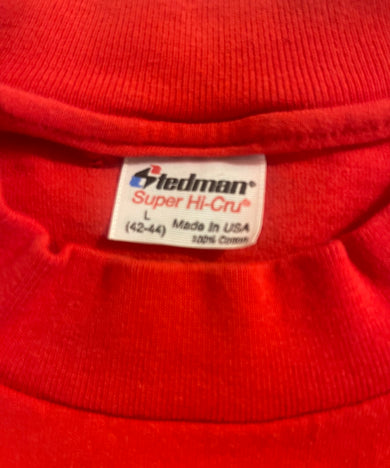 Stedman®
Super Hi-Cru®
L
(42-44)
Made In USA
100% Cotton